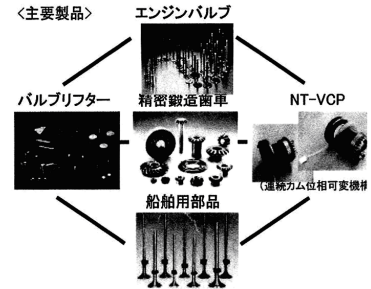 <主要製品>
エンジンバルブ
バルブリフター
精密鍛造歯車
NT-VCP
(連続カム位相可変機構
船舶用部品